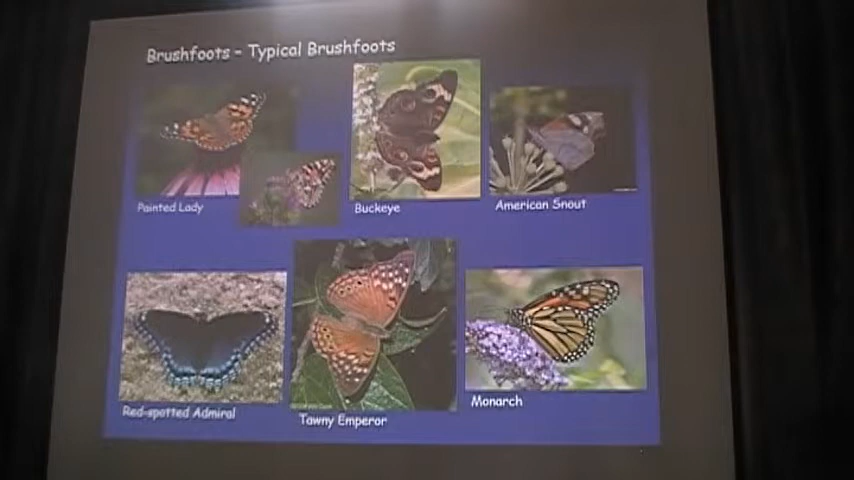 Brushfoots – Typical Brushfoots
Painted Lady
Buckeye
American Snout
Red-spotted Admiral
Tawny Emperor
Monarch